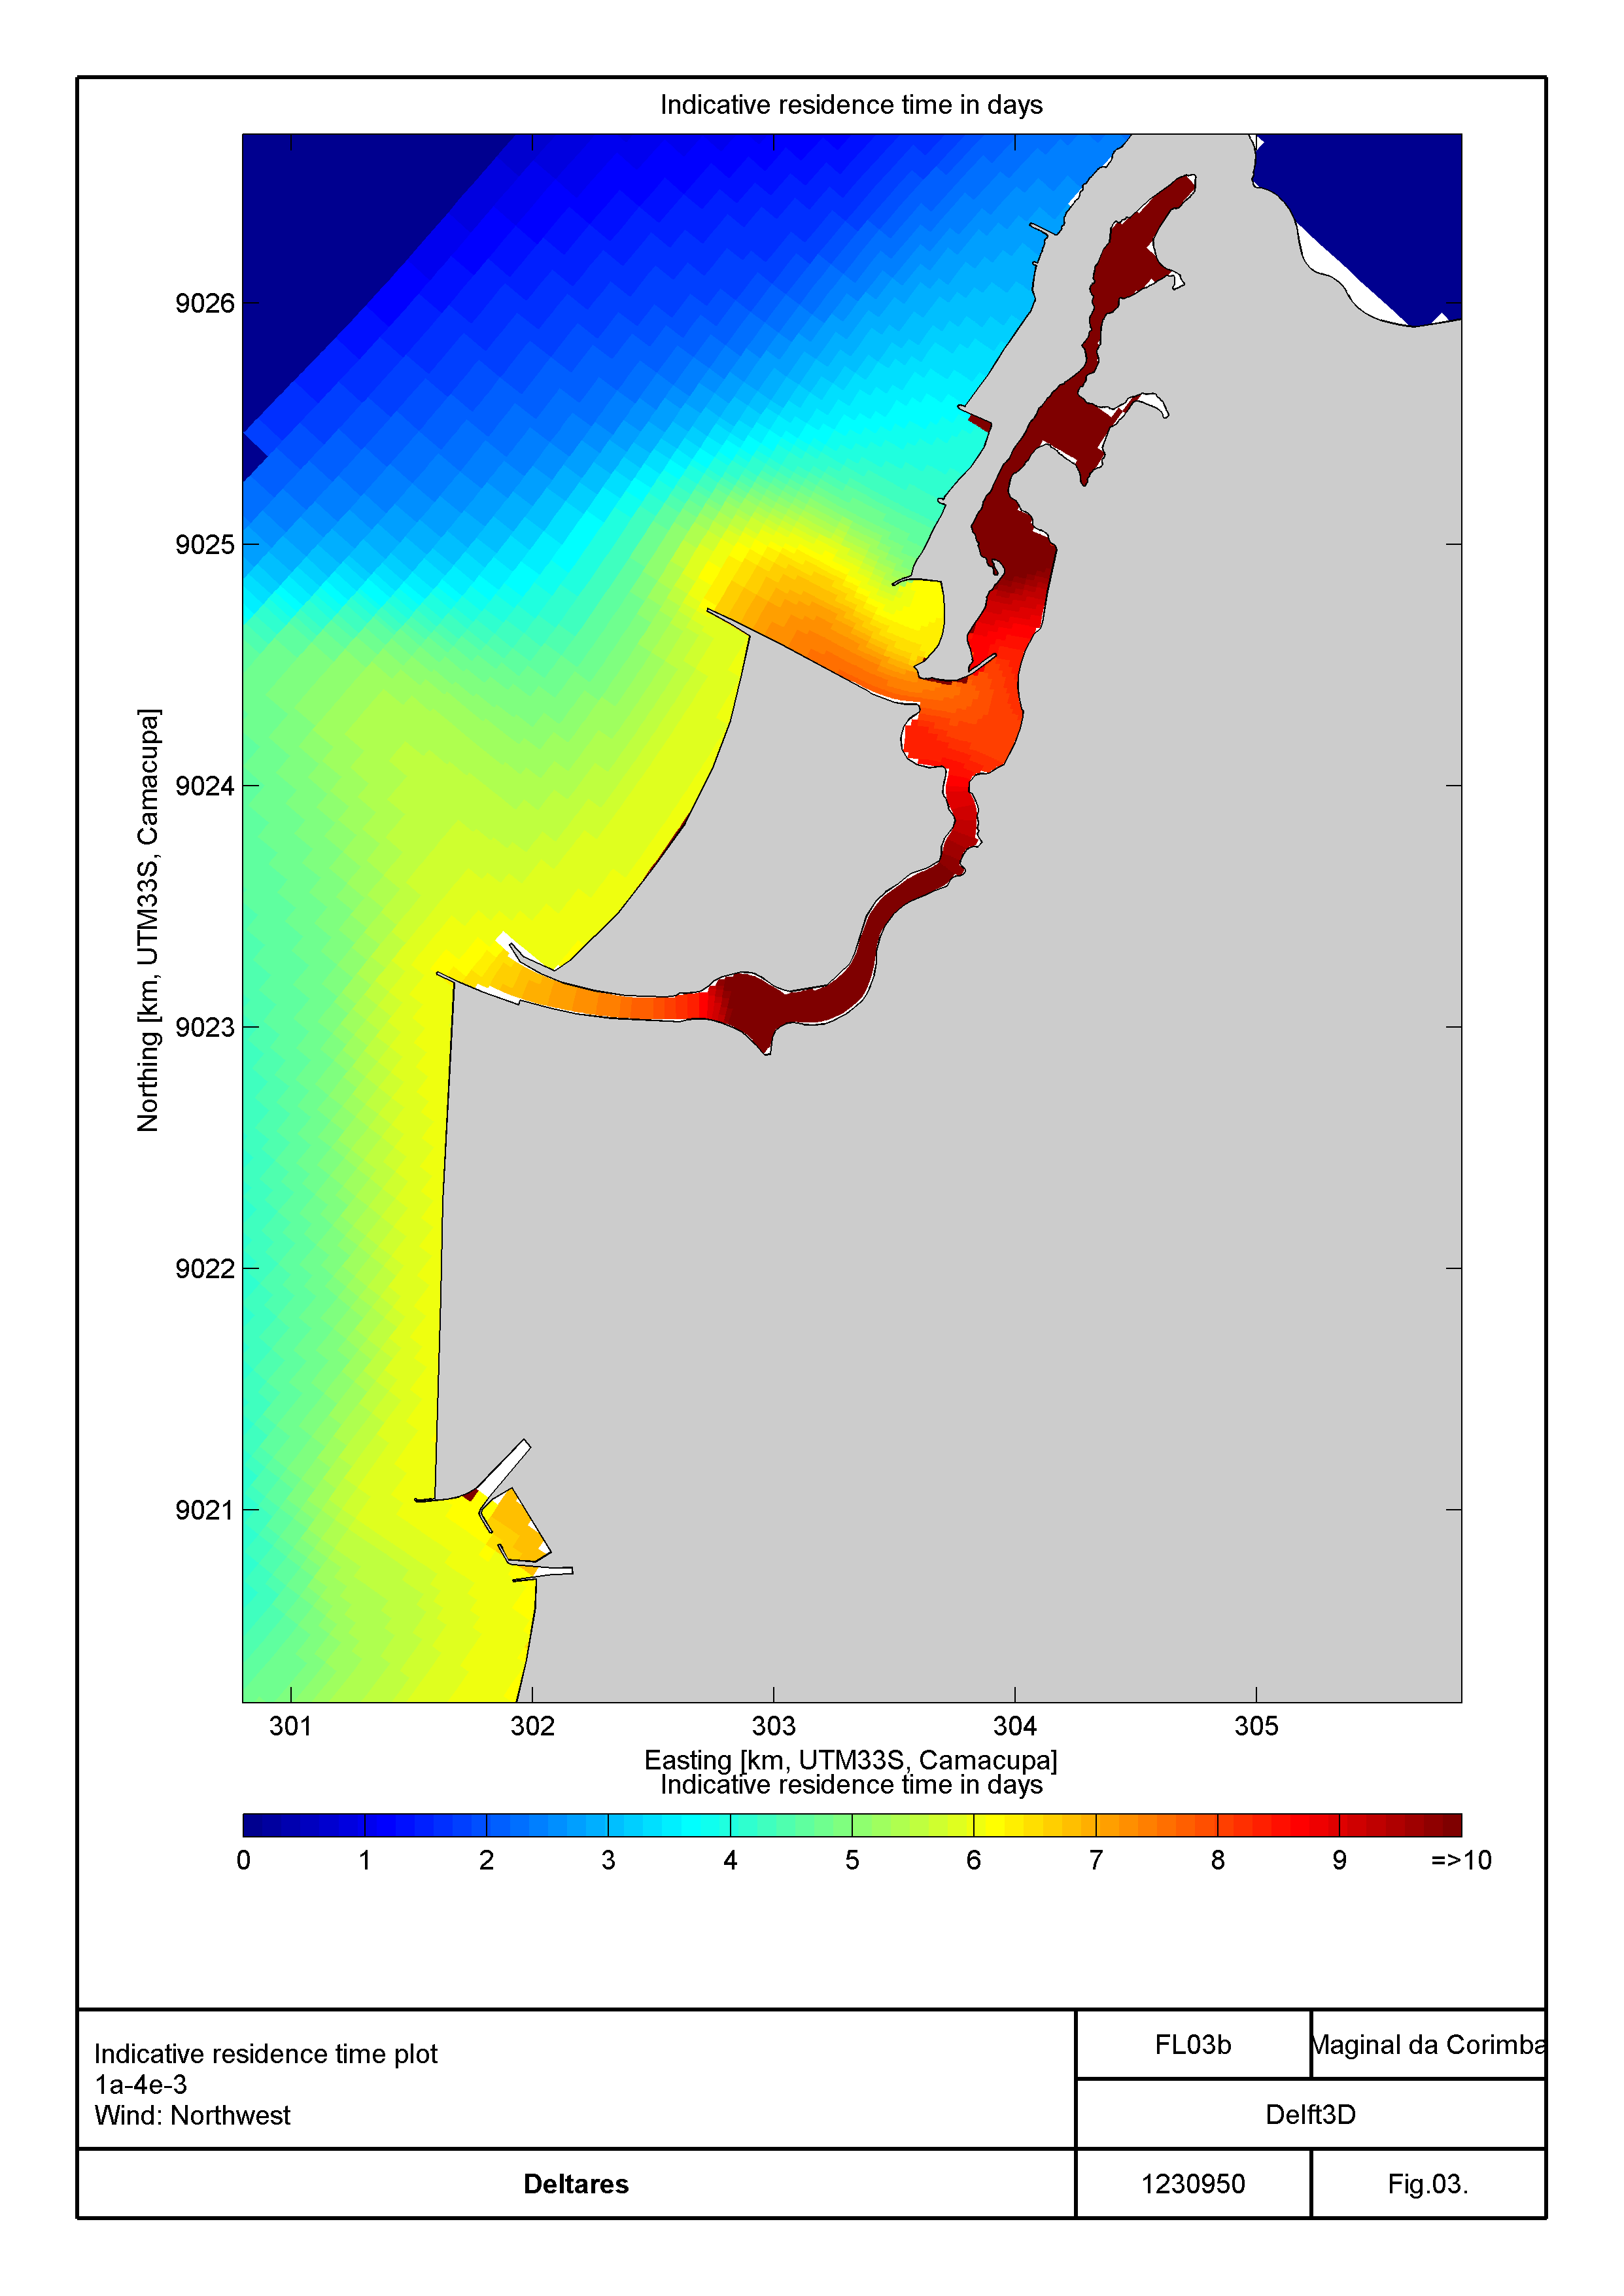 Indicative residence time in days
9026
9025
9024
9023
9022
9021
Northing [km, UTM33S, Camacupa]
301 302 303 304 305
Easting [km, UTM33S, Camacupa]
Indicative residence time in days
0 1 2 3 4 5 6 7 8 9 =>10
Indicative residence time plot
1a-4e-3
Wind: Northwest
FL03b
Maginal da Corimba
Delft3D
Deltares
1230950
Fig.03.